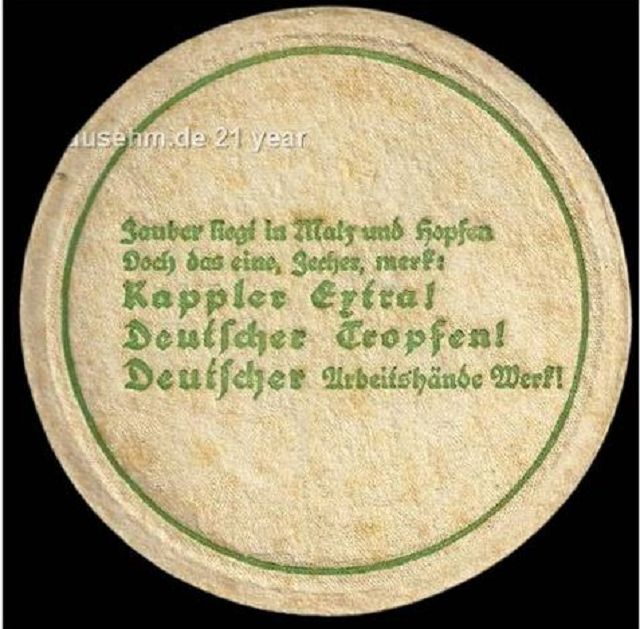 ausehm.de 21 year
Zauber liegt in Malz und Hopfen
Doch das eine, Zecher, merk:
Kappler Extra!
Deutscher Tropfen!
Deutscher Arbeitshände Werk!